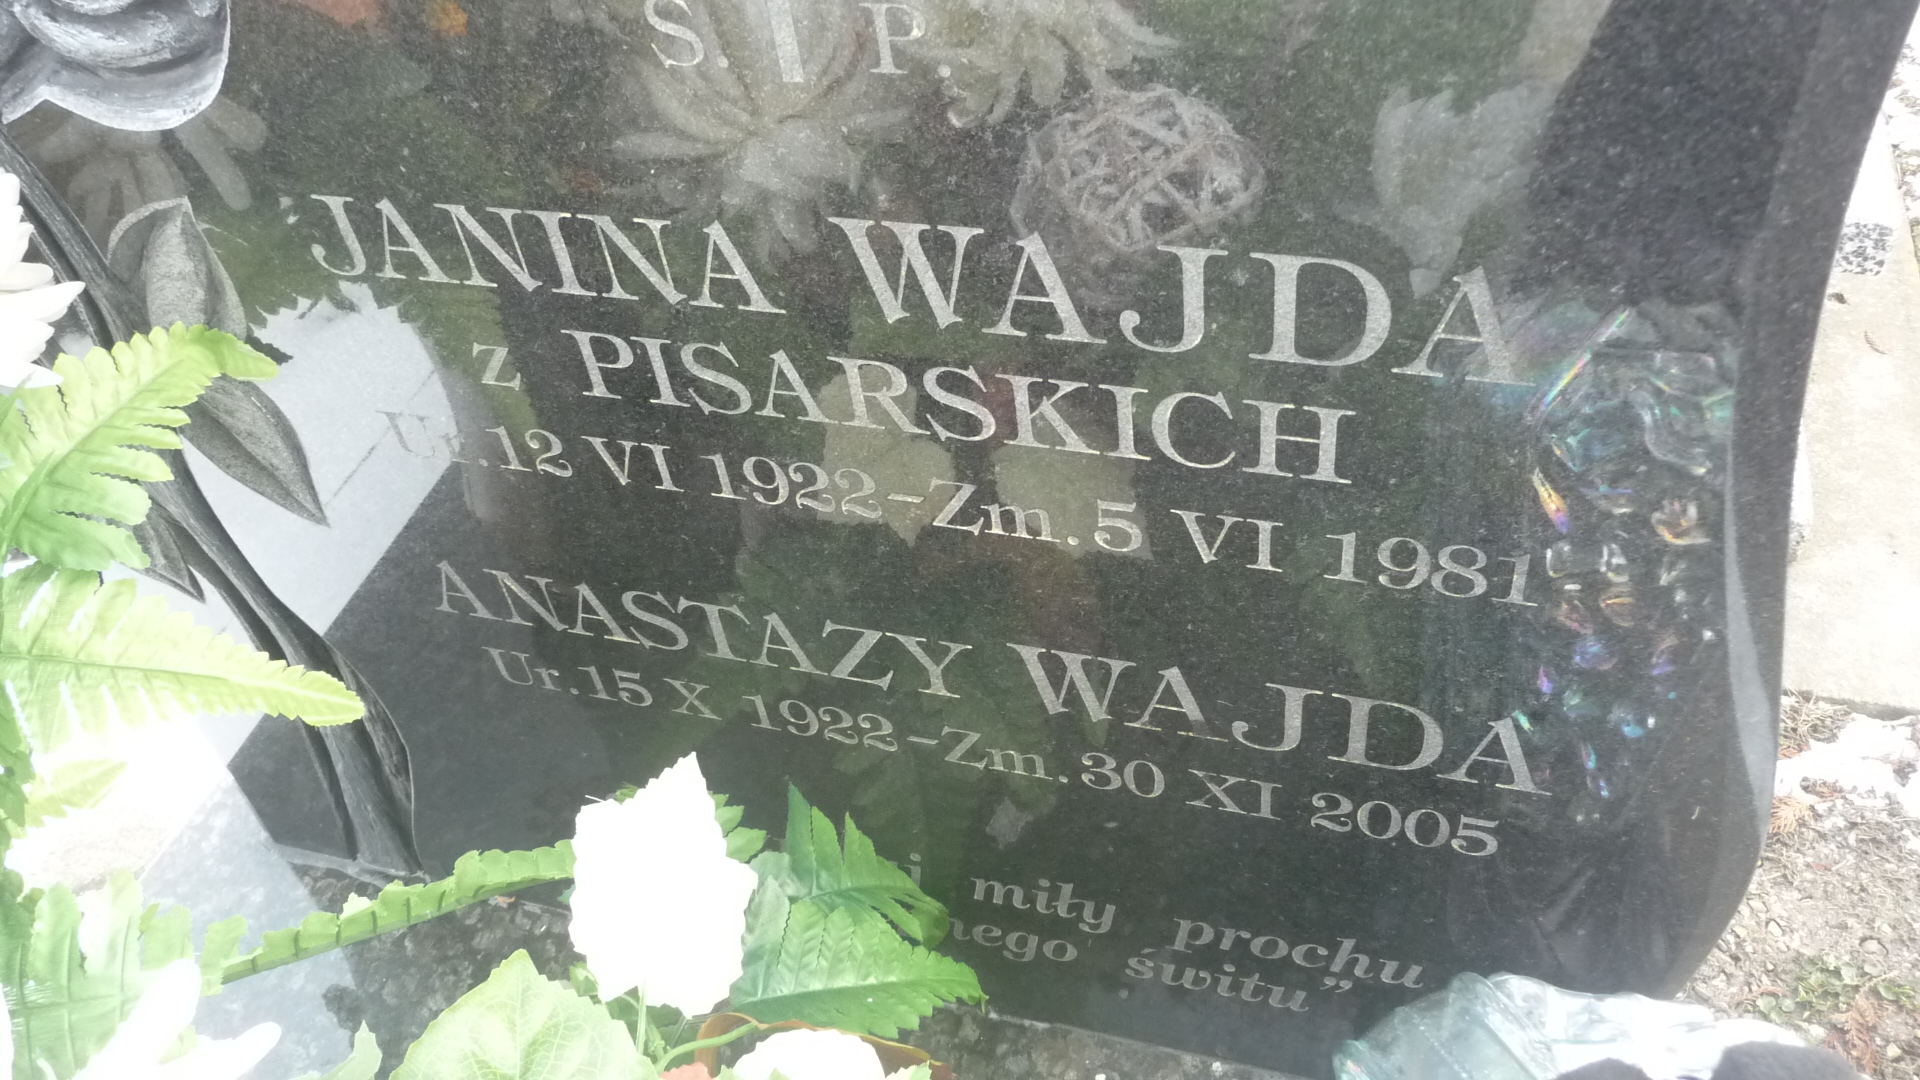 S. P.
JANINA WAJDA
z PISARSKICH
Ur. 12 VI 1922 - Zm. 5 VI 1981
ANASTAZY WAJDA
Ur. 15 X 1922 - Zm. 30 XI 2005
miły prochu
świtu”